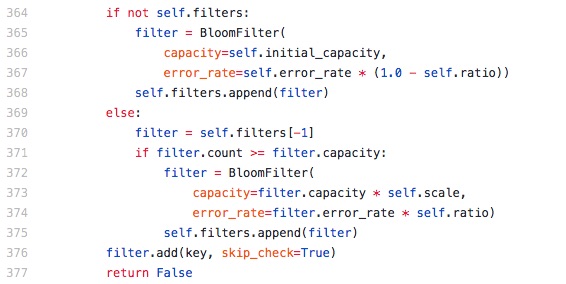 364 if not self.filters:
365 filter = BloomFilter(
366 capacity=self.initial_capacity,
367 error_rate=self.error_rate * (1.0 - self.ratio))
368 self.filters.append(filter)
369 else:
370 filter = self.filters[-1]
371 if filter.count >= filter.capacity:
372 filter = BloomFilter(
373 capacity=filter.capacity * self.scale,
374 error_rate=filter.error_rate * self.ratio)
375 self.filters.append(filter)
376 filter.add(key, skip_check=True)
377 return False